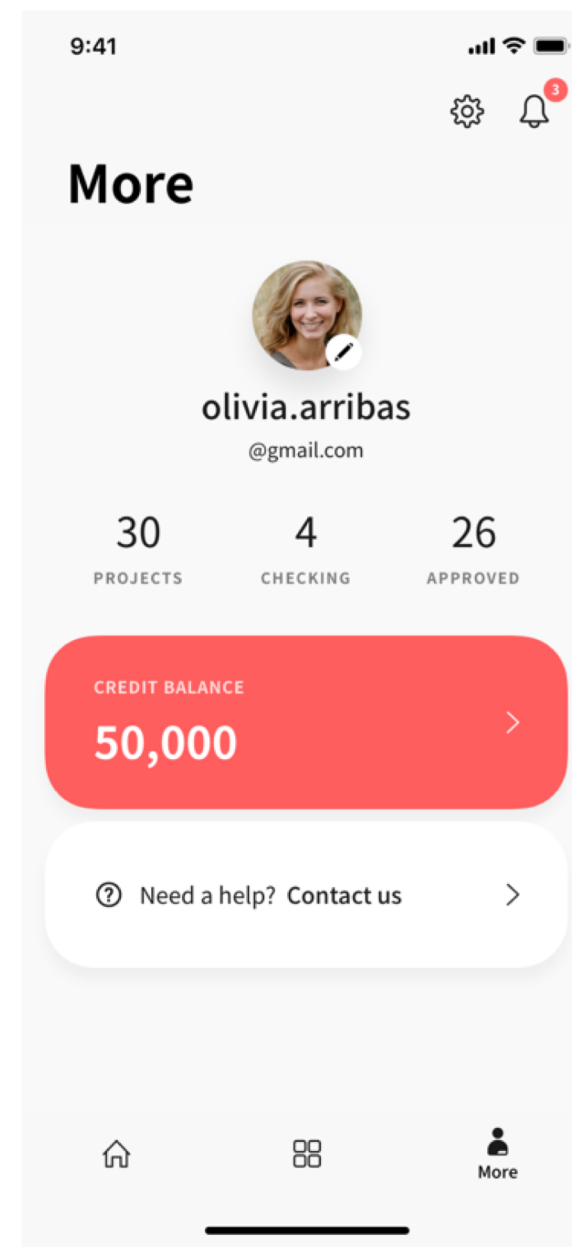 9:41
3
More
olivia.arribas
@gmail.com
30 4 26
PROJECTS CHECKING APPROVED
CREDIT BALANCE
50,000
Need a help? Contact us
More